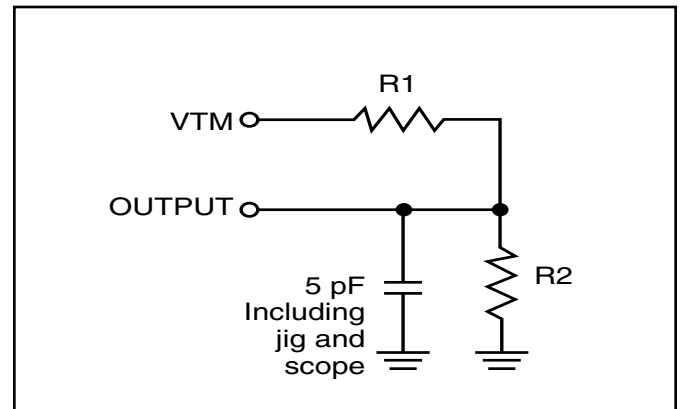 R1
VTM
OUTPUT
R2
5 pF
Including
jig and
scope